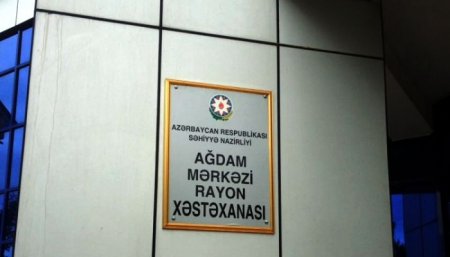 AZƏRBAYCAN RESPUBLİKASI
SƏHİYYƏ NAZİRLİYİ
AĞDAM
MƏRKƏZİ
RAYON
XƏSTƏXANASI